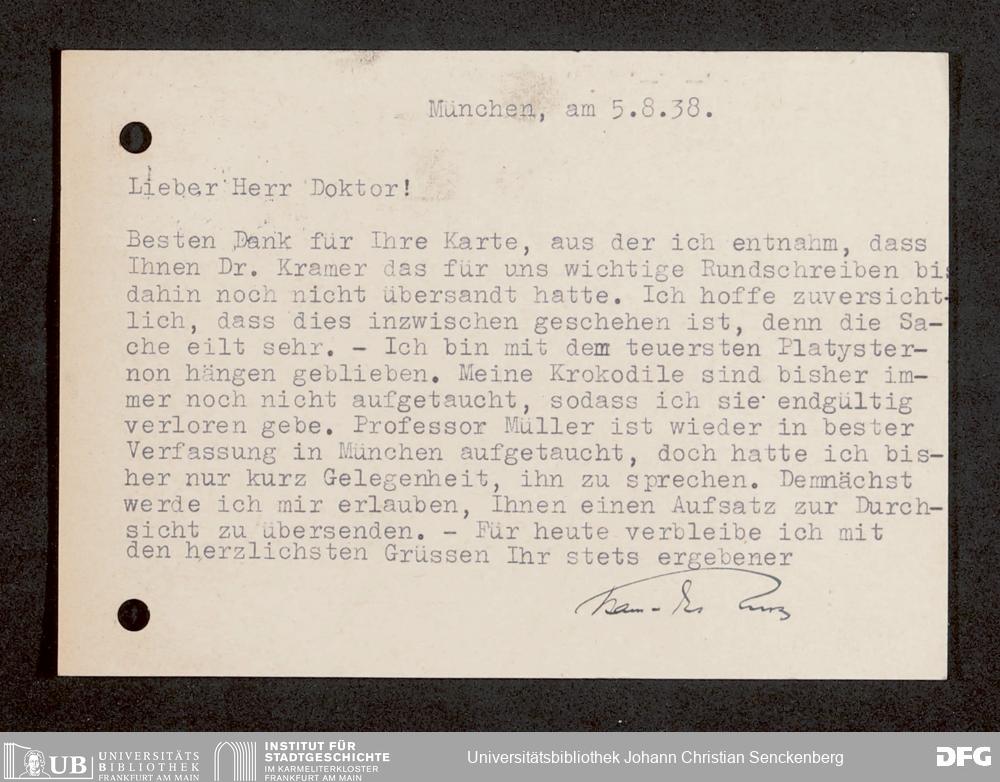 München, am 5.8.38.
Lieber Herr Doktor!
Besten Dank für Ihre Karte, aus der ich entnahm, dass
Ihnen Dr. Kramer das für uns wichtige Rundschreiben bis
dahin noch nicht übersandt hatte. Ich hoffe zuversicht-
lich, dass dies inzwischen geschehen ist, denn die Sa-
che eilt sehr. - Ich bin mit dem teuersten Platyster-
non hängen geblieben. Meine Krokodile sind bisher im-
mer noch nicht aufgetaucht, sodass ich sie endgültig
verloren gebe. Professor Müller ist wieder in bester
Verfassung in München aufgetaucht, doch hatte ich bis-
her nur kurz Gelegenheit, ihn zu sprechen. Demnächst
werde ich mir erlauben, Ihnen einen Aufsatz zur Durch-
sicht zu übersenden. - Für heute verbleibe ich mit
den herzlichsten Grüssen Ihr stets ergebener
UB UNIVERSITÄTS
BIBLIOTHEK
FRANKFURT AM MAIN
INSTITUT FÜR
STADTGESCHICHTE
IM KARMELITERKLOSTER
FRANKFURT AM MAIN
Universitätsbibliothek Johann Christian Senckenberg
DFG